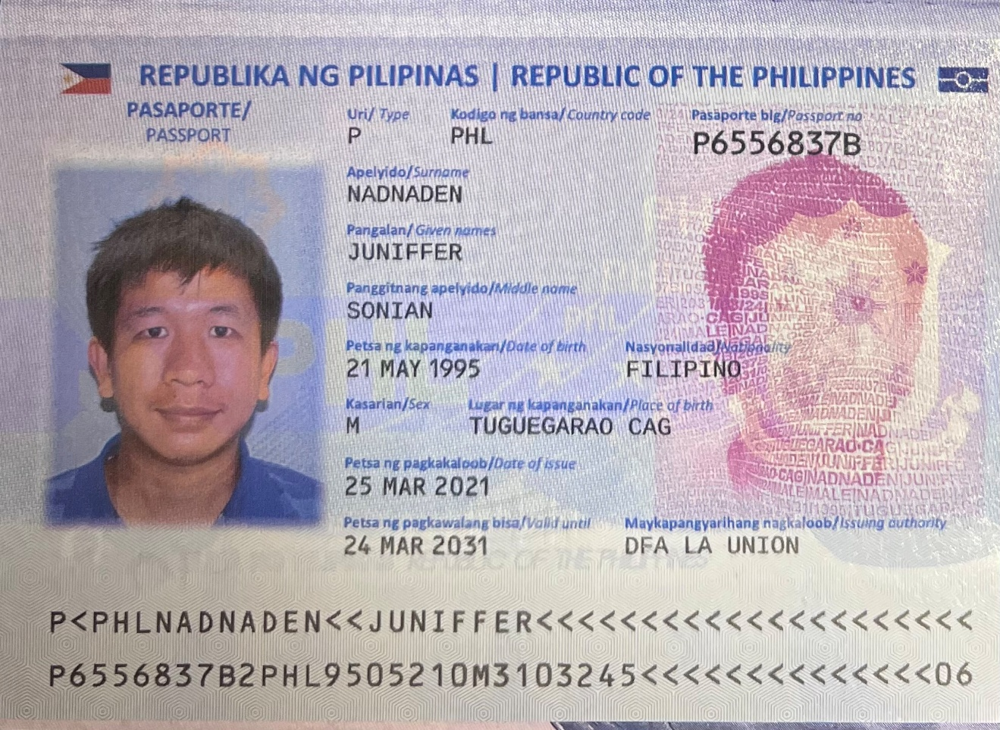 REPUBLIKA NG PILIPINAS | REPUBLIC OF THE PHILIPPINES
PASAPORTE/
PASSPORT
Uri/ Type
P
Kodigo ng bansa/ Country code
PHL
Pasaporte blg/Passport no
P6556837B
Apelyido/Surname
NADNADEN
Pangalan/ Given names
JUNIFFER
Panggitnang apelyido/Middle name
SONIAN
Petsa ng kapanganakan/Date of birth
21 MAY 1995
Nasyonalidad/Nationality
FILIPINO
Kasarian/Sex
M
Lugar ng kapanganakan/Place of birth
TUGUEGARAO CAG
Petsa ng pagkakaloob/Date of issue
25 MAR 2021
Petsa ng pagkawalang bisa/Valid until
24 MAR 2031
Maykapangyarihang nagkaloob/Issuing authority
DFA LA UNION
P<PHLNADNADEN<<JUNIFFER<<<<<<<<<<<<<<<<<<<<<
P6556837B2PHL9505210M3103245<<<<<<<<<<<<<<06